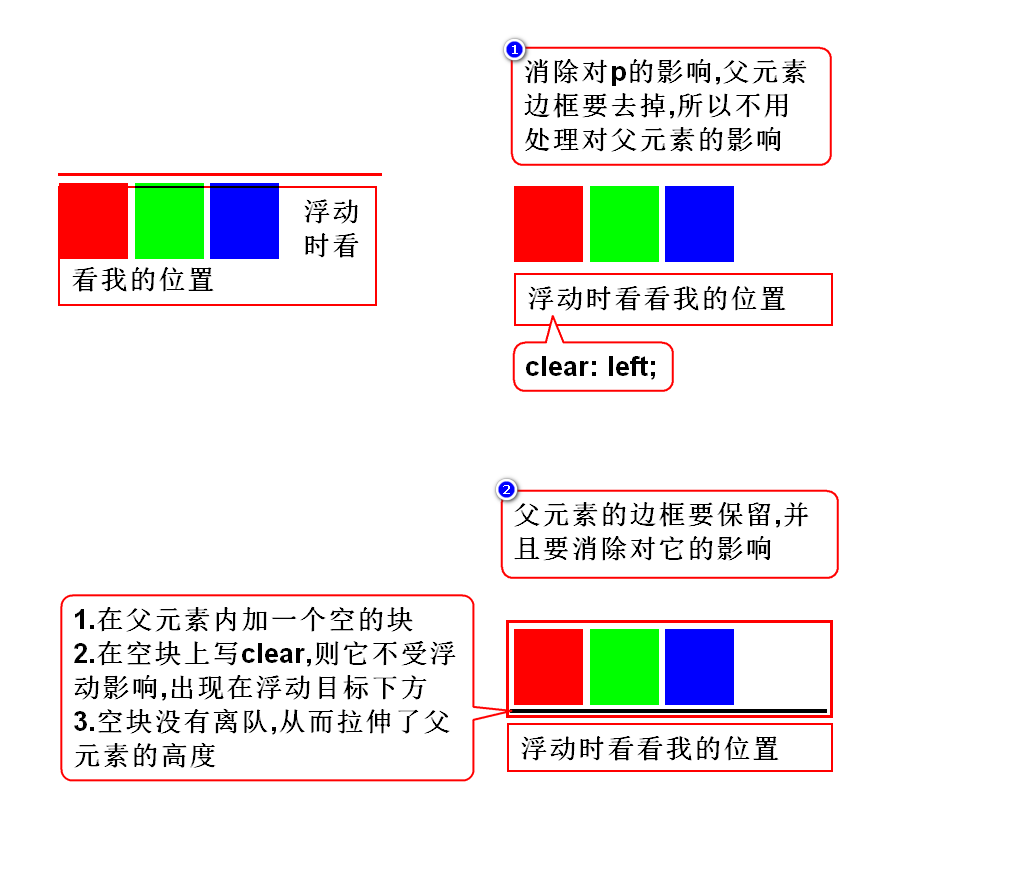 1
消除对p的影响,父元素
边框要去掉,所以不用
处理对父元素的影响
浮动
时看
看我的位置
浮动时看看我的位置
clear: left;
2
父元素的边框要保留,并
且要消除对它的影响
1.在父元素内加一个空的块
2.在空块上写clear,则它不受浮
动影响,出现在浮动目标下方
3.空块没有离队,从而拉伸了父
元素的高度
浮动时看看我的位置